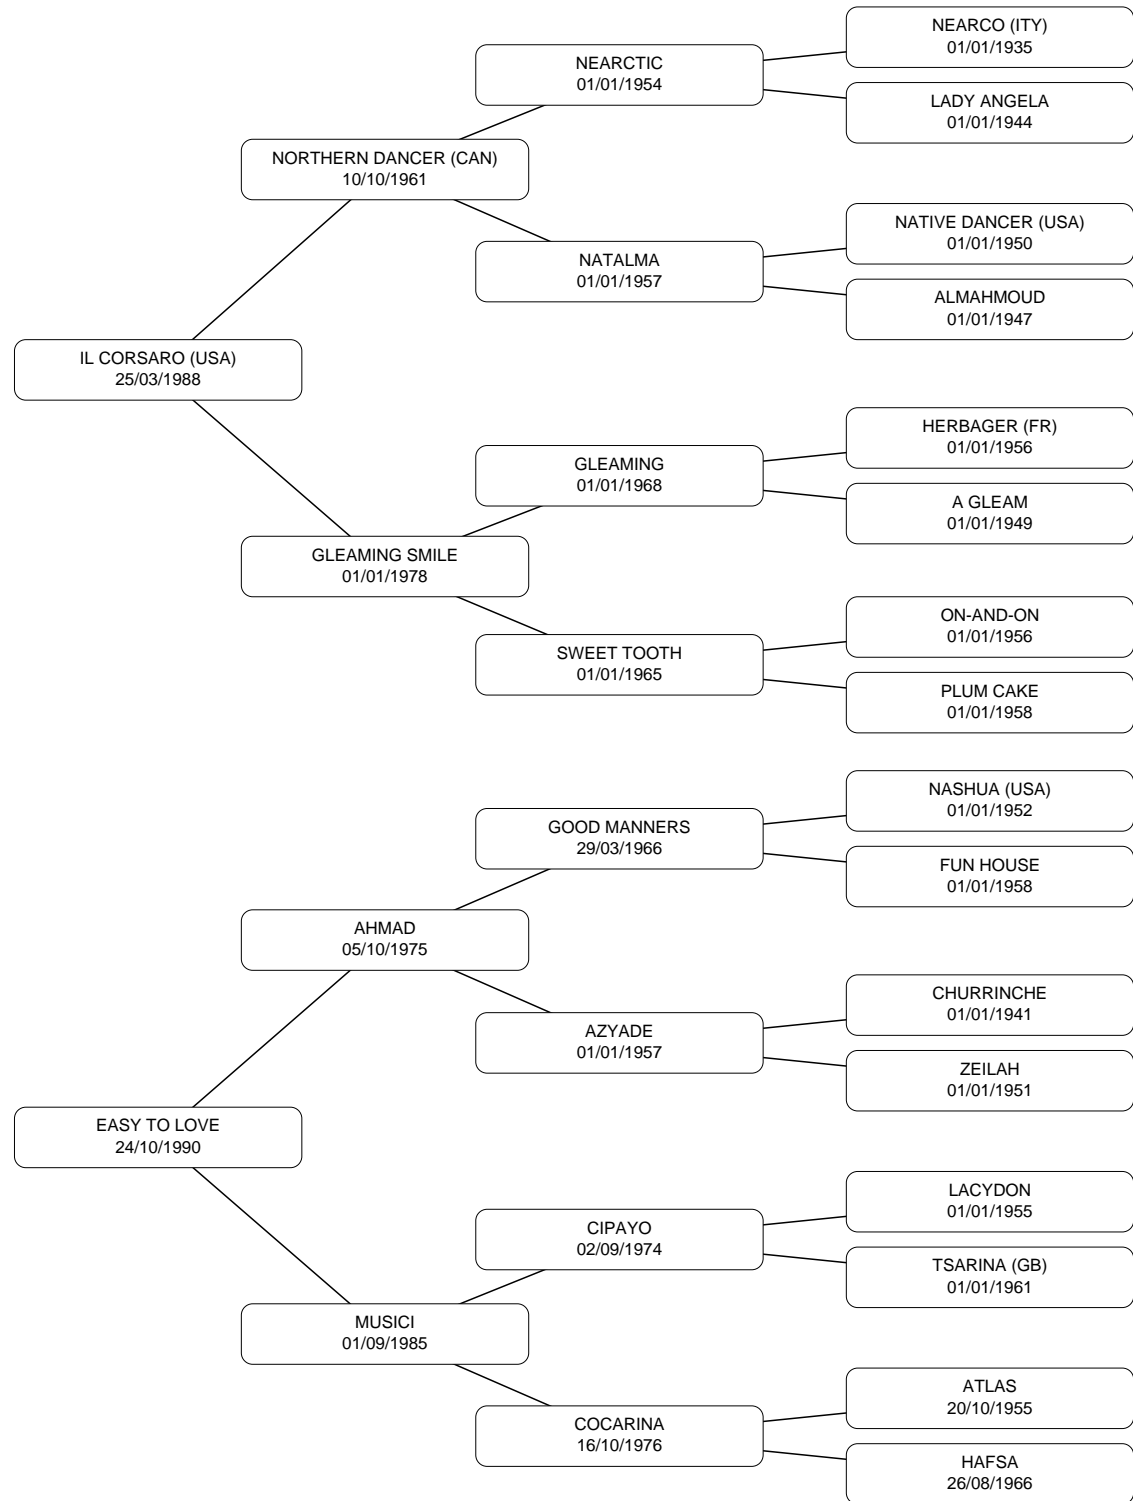 NEARCO (ITY)
01/01/1935
NEARCTIC
01/01/1954
LADY ANGELA
01/01/1944
NORTHERN DANCER (CAN)
10/10/1961
NATIVE DANCER (USA)
01/01/1950
NATALMA
01/01/1957
ALMAHMOUD
01/01/1947
IL CORSARO (USA)
25/03/1988
HERBAGER (FR)
01/01/1956
GLEAMING
01/01/1968
A GLEAM
01/01/1949
GLEAMING SMILE
01/01/1978
ON-AND-ON
01/01/1956
SWEET TOOTH
01/01/1965
PLUM CAKE
01/01/1958
NASHUA (USA)
01/01/1952
GOOD MANNERS
29/03/1966
FUN HOUSE
01/01/1958
AHMAD
05/10/1975
CHURRINCHE
01/01/1941
AZYADE
01/01/1957
ZEILAH
01/01/1951
EASY TO LOVE
24/10/1990
LACYDON
01/01/1955
CIPAYO
02/09/1974
TSARINA (GB)
01/01/1961
MUSICI
01/09/1985
ATLAS
20/10/1955
COCARINA
16/10/1976
HAFSA
26/08/1966